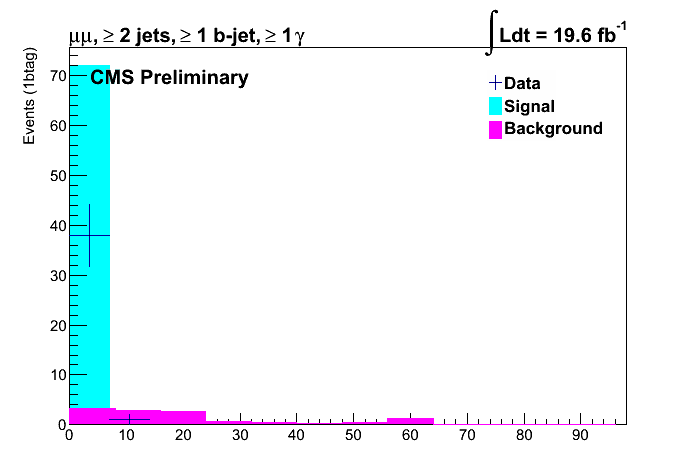 μμ, ≥ 2 jets, ≥ 1 b-jet, ≥ 1 γ
∫ Ldt = 19.6 fb⁻¹
CMS Preliminary
Data
Signal
Background
Events (1btag)
70
60
50
40
30
20
10
0
0 10 20 30 40 50 60 70 80 90